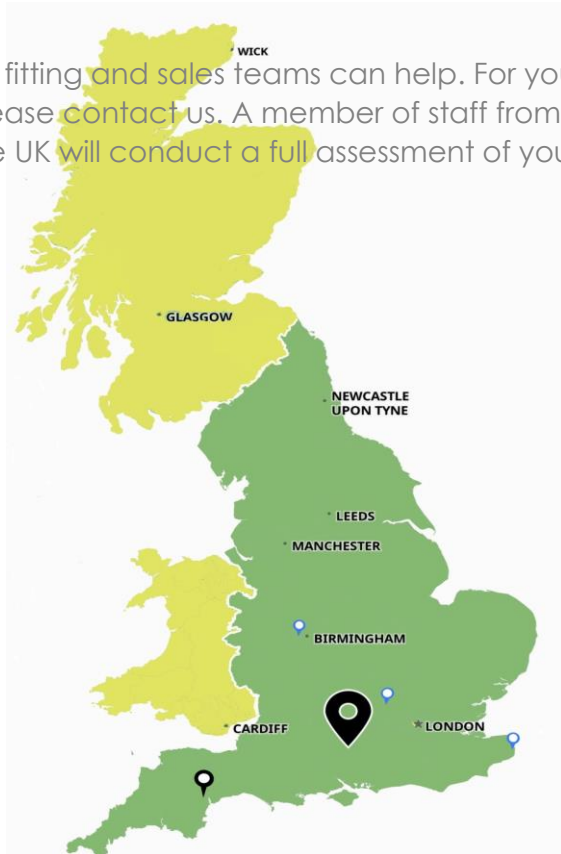 WICK
fitting and sales teams can help. For you
ease contact us. A member of staff from
e UK will conduct a full assessment of you
GLASGOW
NEWCASTLE
UPON TYNE
LEEDS
MANCHESTER
BIRMINGHAM
LONDON
CARDIFF